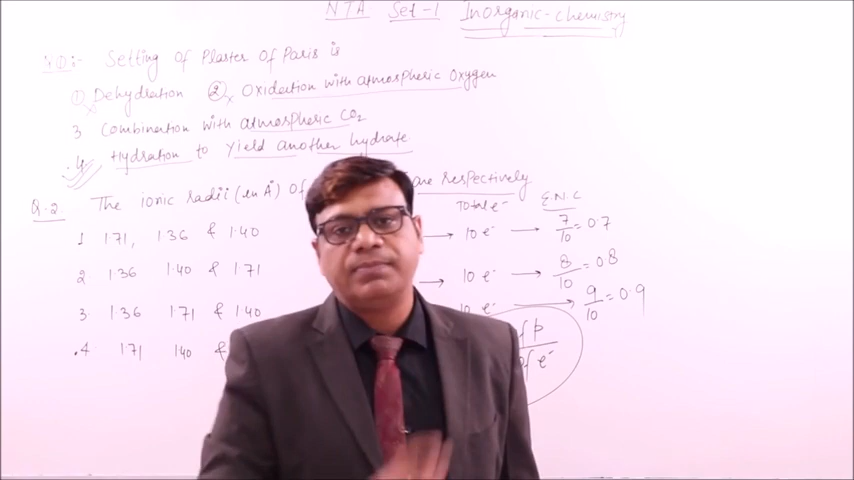 NTA Set-1 Inorganic-chemistry
Q:- Setting of Plaster Of Paris is
① Dehydration ② Oxidation with atmospheric Oxygen
3 Combination with atmospheric CO₂
4. Hydration to yield another hydrate
Q.2 The ionic radii (in A°) of are respectively
Total e⁻ E.N.C
1 1.71, 1.36 & 1.40 → 10 e⁻ → 7/10 = 0.7
2 1.36 1.40 & 1.71 → 10 e⁻ → 8/10 = 0.8
3. 1.36 1.71 & 1.40 10 e⁻ → 9/10 = 0.9
.4 1.71 1.40 & of p
of e⁻